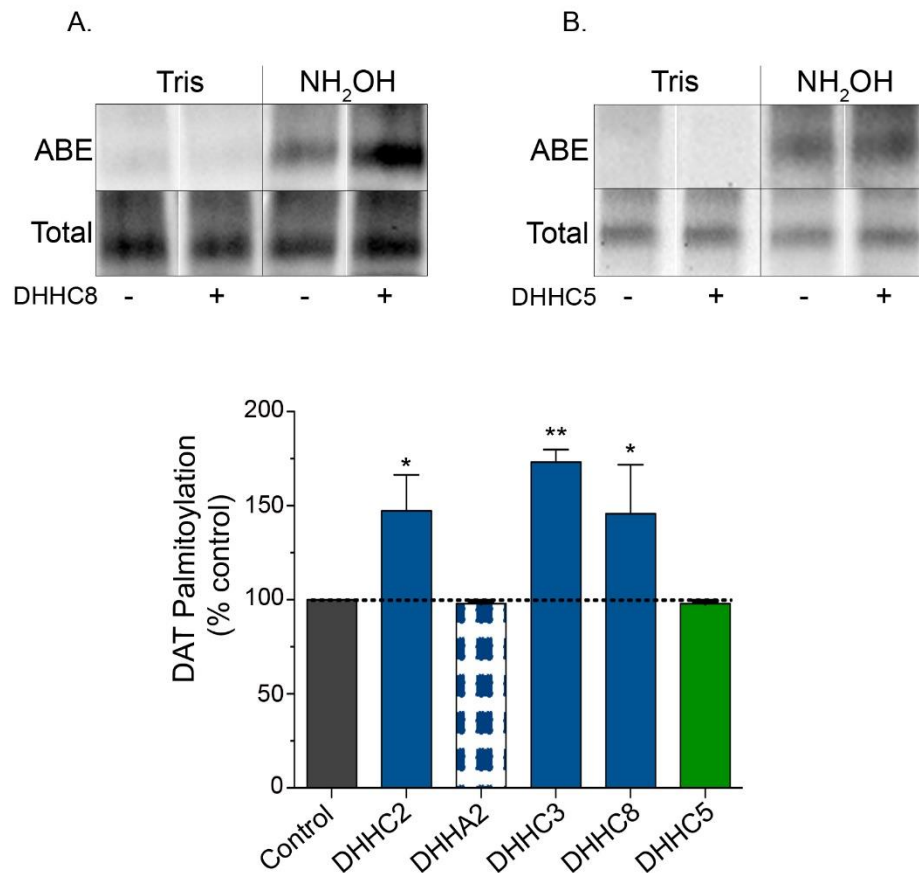 A.
Tris NH₂OH
ABE
Total
DHHC8 - + - +
B.
Tris NH₂OH
ABE
Total
DHHC5 - + - +
DAT Palmitoylation
(% control)
200
150
100
50
0
* ** *
Control DHHC2 DHHA2 DHHC3 DHHC8 DHHC5